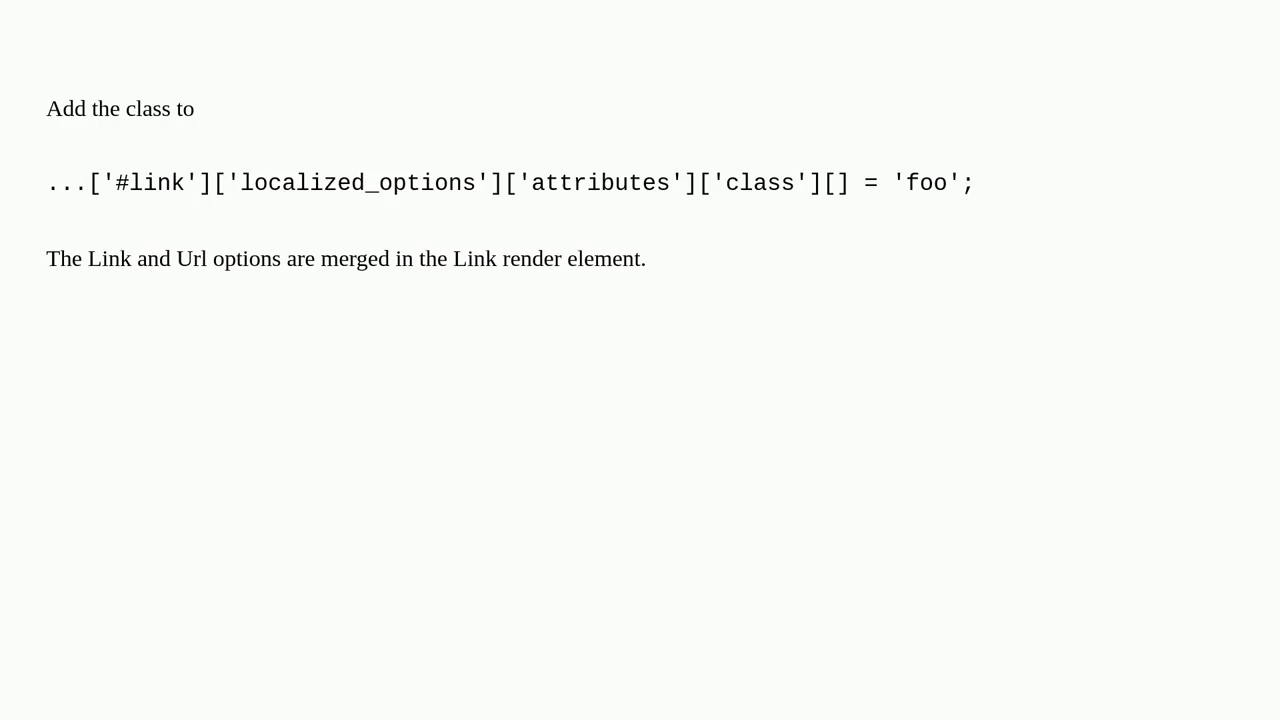 Add the class to
...['#link']['localized_options']['attributes']['class'][] = 'foo';
The Link and Url options are merged in the Link render element.